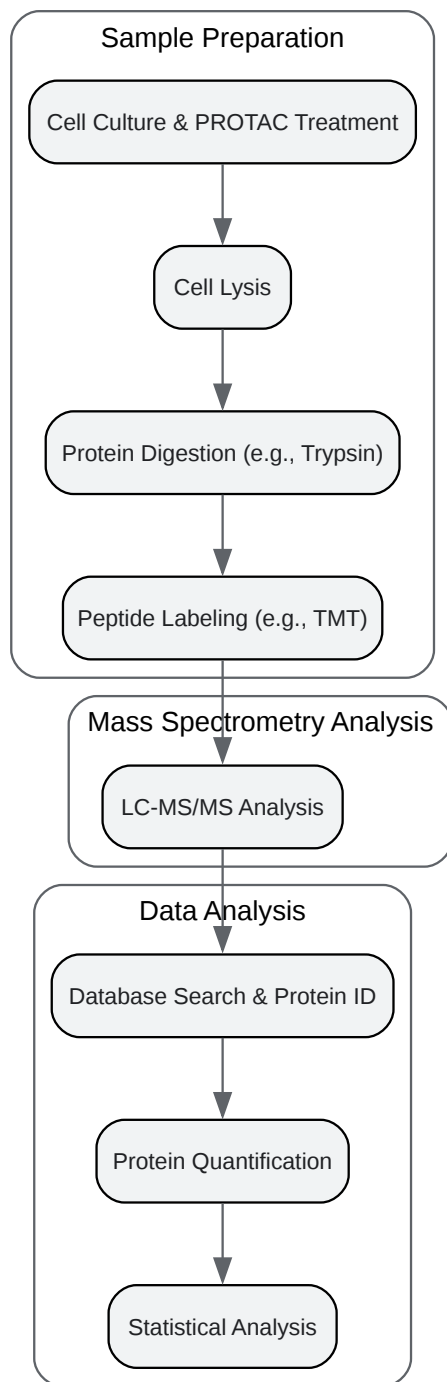 Sample Preparation
Cell Culture & PROTAC Treatment
Cell Lysis
Protein Digestion (e.g., Trypsin)
Peptide Labeling (e.g., TMT)
Mass Spectrometry Analysis
LC-MS/MS Analysis
Data Analysis
Database Search & Protein ID
Protein Quantification
Statistical Analysis